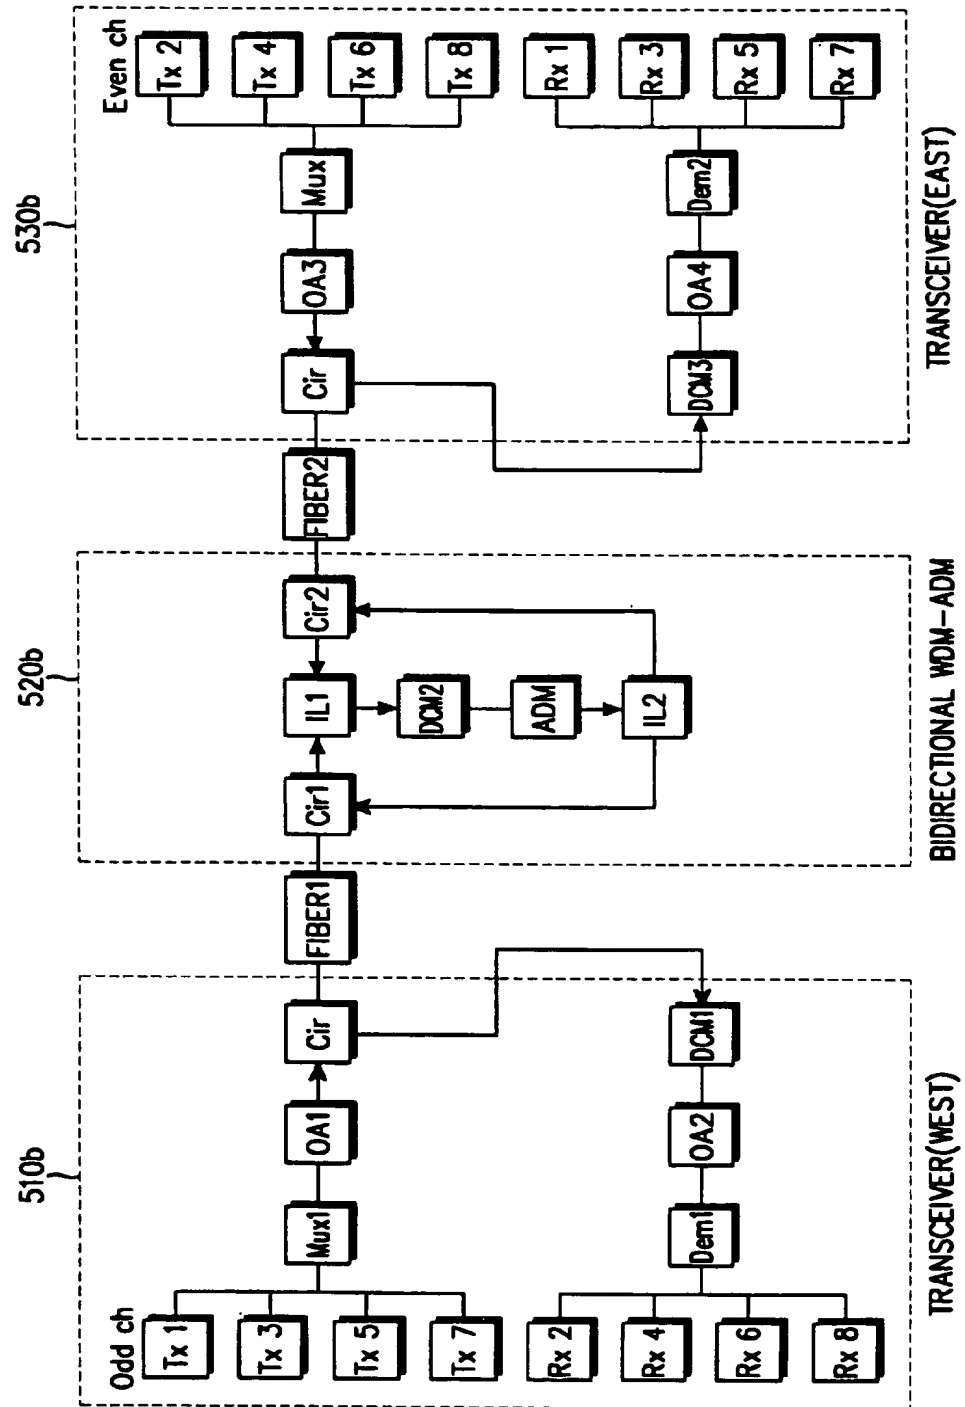 510b
Odd ch
Tx 1
Tx 3
Tx 5
Tx 7
Mux1
OA1
Cir
Rx 2
Rx 4
Rx 6
Rx 8
Dem1
OA2
DCM1
TRANSCEIVER(WEST)
FIBER1
520b
Cir1
IL1
Cir2
DCM2
ADM
IL2
BIDIRECTIONAL WDM-ADM
FIBER2
530b
Even ch
Cir
OA3
Mux
Tx 2
Tx 4
Tx 6
Tx 8
DCM3
OA4
Dem2
Rx 1
Rx 3
Rx 5
Rx 7
TRANSCEIVER(EAST)